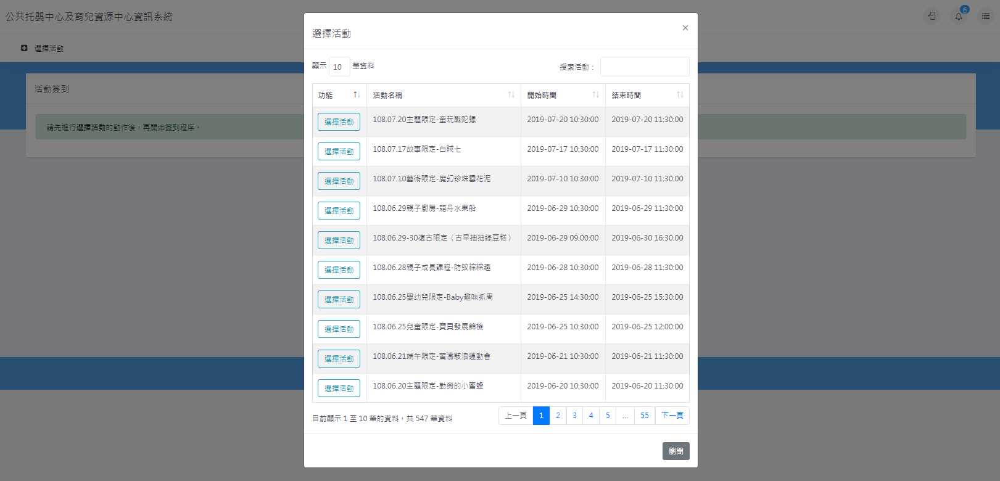 公共托嬰中心及育兒資源中心資訊系統
6
選擇活動
活動簽到
請先進行選擇活動的動作後，再開始簽到程序。
選擇活動
×
顯示 10 筆資料
搜索活動：
功能 活動名稱 開始時間 結束時間
選擇活動 108.07.20主題限定-童玩戰陀螺 2019-07-20 10:30:00 2019-07-20 11:30:00
選擇活動 108.07.17故事限定-白賊七 2019-07-17 10:30:00 2019-07-17 11:30:00
選擇活動 108.07.10藝術限定-魔幻珍珠雪花泥 2019-07-10 10:30:00 2019-07-10 11:30:00
選擇活動 108.06.29親子廚房-龍舟水果船 2019-06-29 10:30:00 2019-06-29 11:30:00
選擇活動 108.06.29-30復古限定〈古早抽抽綠豆糕〉 2019-06-29 09:00:00 2019-06-30 16:30:00
選擇活動 108.06.28親子成長課程-防蚊粽粽趣 2019-06-28 10:30:00 2019-06-28 11:30:00
選擇活動 108.06.25嬰幼兒限定-Baby趣味抓周 2019-06-25 14:30:00 2019-06-25 15:30:00
選擇活動 108.06.25兒童限定-寶貝發展篩檢 2019-06-25 10:30:00 2019-06-25 12:00:00
選擇活動 108.06.21端午限定-驚濤駭浪運動會 2019-06-21 10:30:00 2019-06-21 11:30:00
選擇活動 108.06.20主題限定-勤勞的小蜜蜂 2019-06-20 10:30:00 2019-06-20 11:30:00
目前顯示 1 至 10 筆的資料，共 547 筆資料
上一頁 1 2 3 4 5 … 55 下一頁
關閉